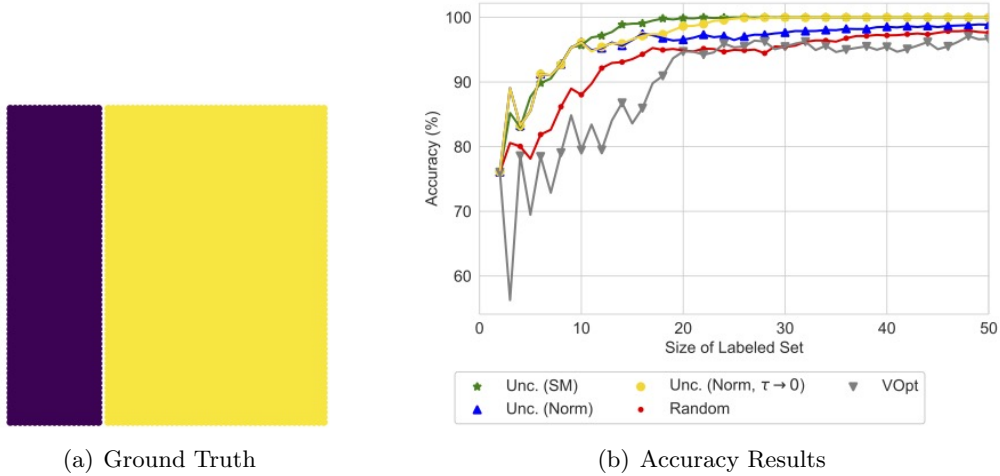 100
90
80
70
60
Accuracy (%)
0 10 20 30 40 50
Size of Labeled Set
Unc. (SM) Unc. (Norm, τ → 0) VOpt
Unc. (Norm) Random
(a) Ground Truth (b) Accuracy Results